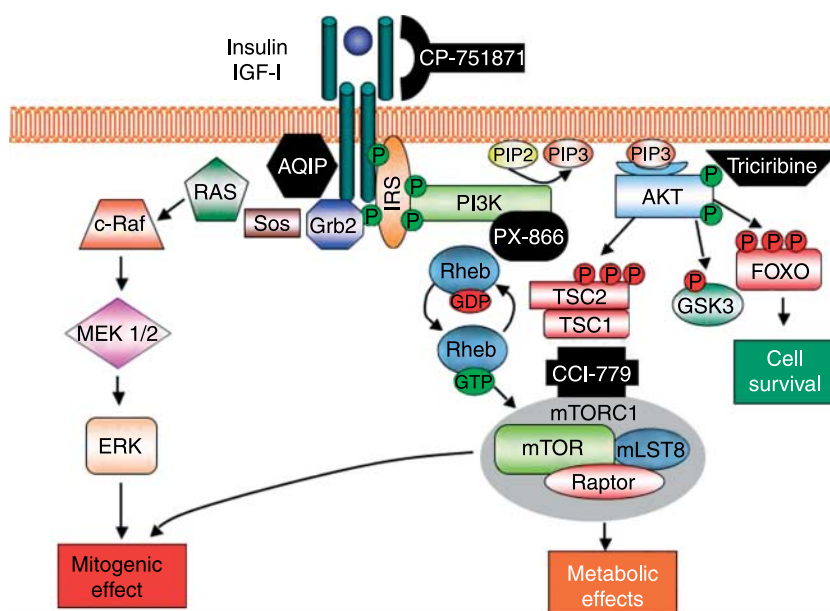 Insulin
IGF-I
CP-751871
AQIP
P
IRS
P
P
P
PIP2
PIP3
PIP3
Triciribine
P
AKT
P
RAS
c-Raf
Sos
Grb2
PI3K
PX-866
Rheb
GDP
Rheb
GTP
P
P
P
TSC2
TSC1
P
GSK3
P
P
P
FOXO
MEK 1/2
CCI-779
Cell
survival
mTORC1
ERK
mTOR
mLST8
Raptor
Mitogenic
effect
Metabolic
effects